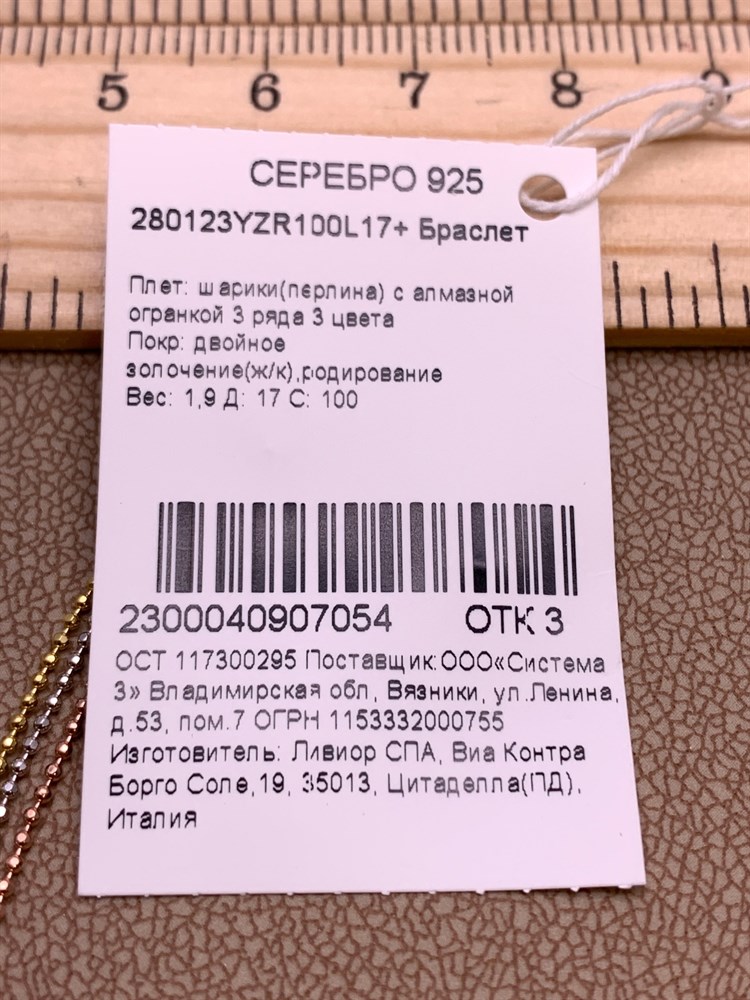 5 6 7 8
СЕРЕБРО 925
280123YZR100L17+ Браслет
Плет: шарики(перлина) с алмазной
огранкой 3 ряда 3 цвета
Покр: двойное
золочение(ж/к),родирование
Вес: 1,9 Д: 17 С: 100
2300040907054 ОТК 3
ОСТ 117300295 Поставщик:ООО«Система
3» Владимирская обл, Вязники, ул.Ленина,
д.53, пом.7 ОГРН 1153332000755
Изготовитель: Ливиор СПА, Виа Контра
Борго Соле,19, 35013, Цитаделла(ПД),
Италия